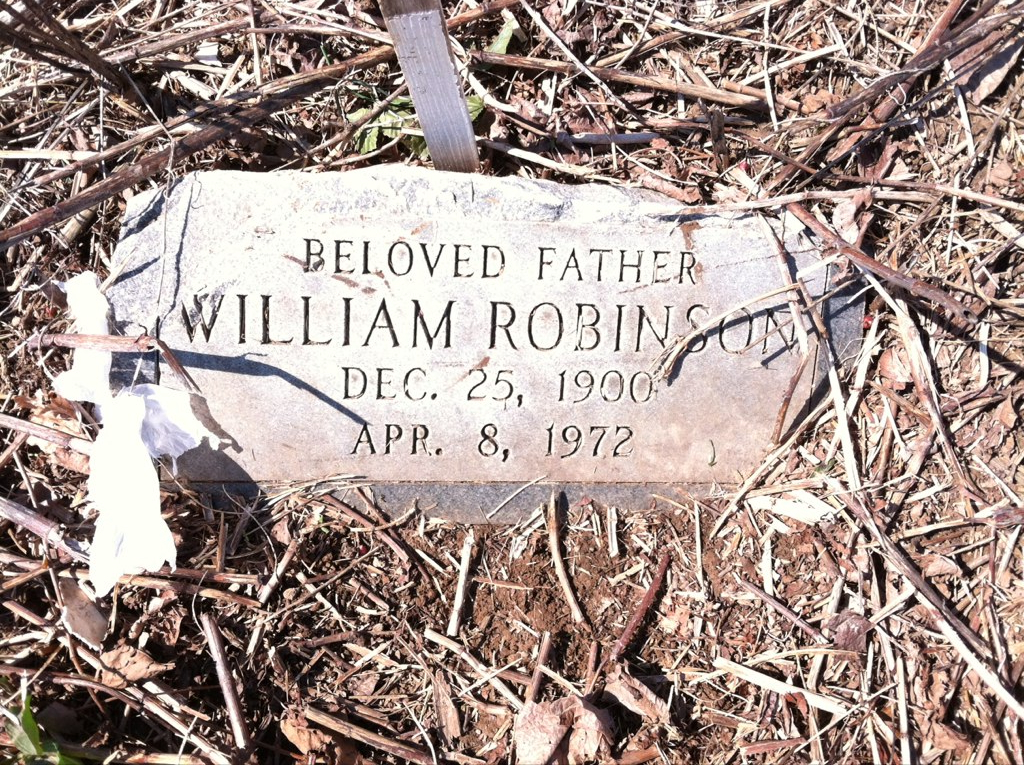 BELOVED FATHER
WILLIAM ROBINSON
DEC. 25, 1900
APR. 8, 1972